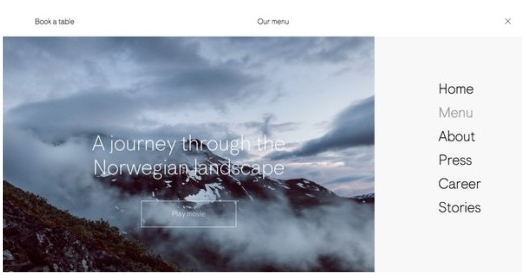 Book a table
Our menu
A journey through the
Norwegian landscape
Play movie
Home
Menu
About
Press
Career
Stories